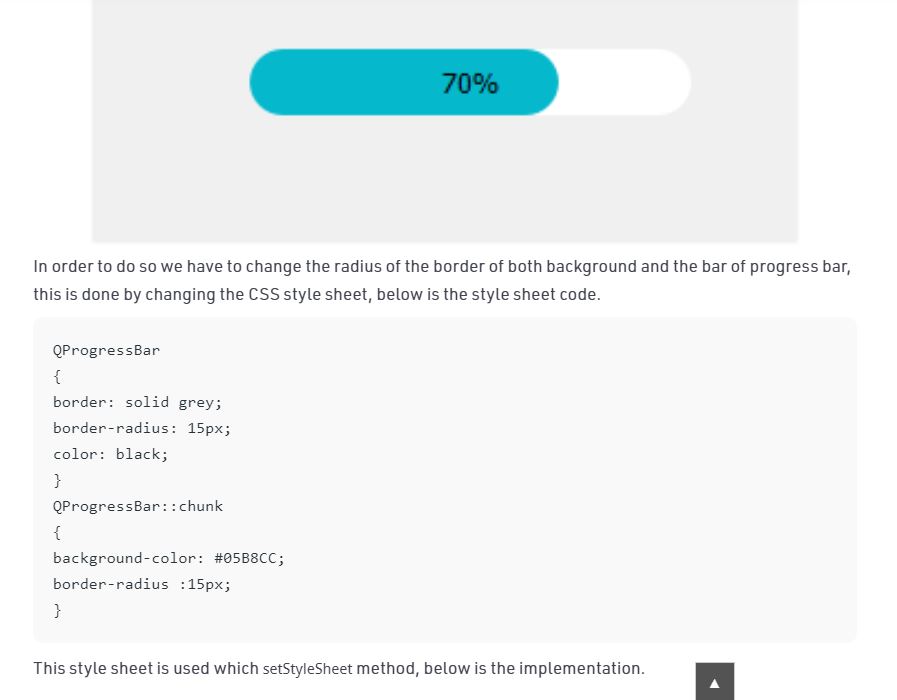 70%
In order to do so we have to change the radius of the border of both background and the bar of progress bar,
this is done by changing the CSS style sheet, below is the style sheet code.
QProgressBar
{
border: solid grey;
border-radius: 15px;
color: black;
}
QProgressBar::chunk
{
background-color: #05B8CC;
border-radius :15px;
}
This style sheet is used which setStyleSheet method, below is the implementation.